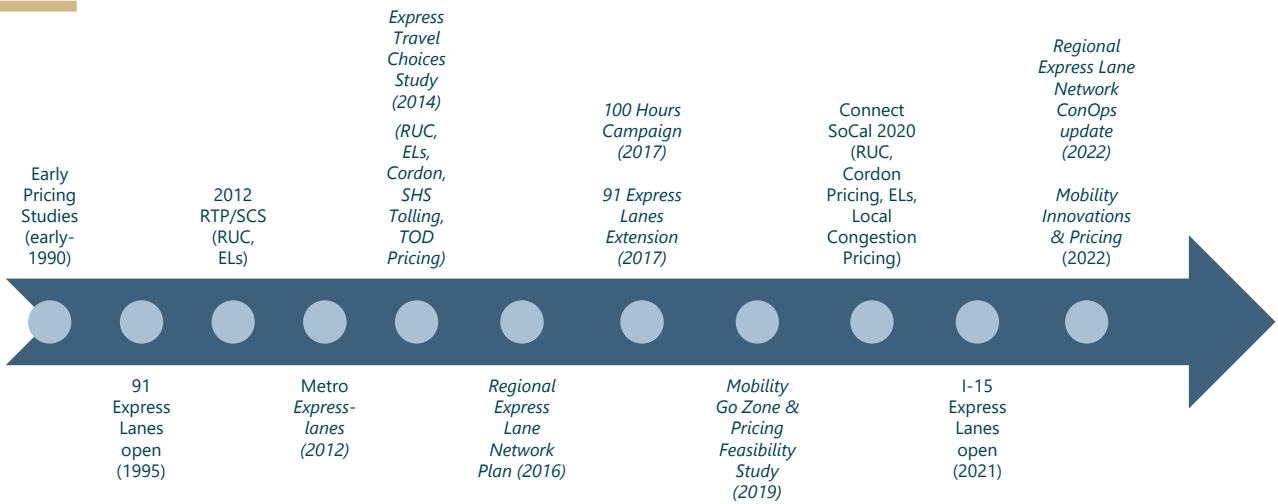 Early
Pricing
Studies
(early-
1990)
91
Express
Lanes
open
(1995)
2012
RTP/SCS
(RUC,
ELs)
Metro
Express-
lanes
(2012)
Express
Travel
Choices
Study
(2014)
(RUC,
ELs,
Cordon,
SHS
Tolling,
TOD
Pricing)
Regional
Express
Lane
Network
Plan (2016)
100 Hours
Campaign
(2017)
91 Express
Lanes
Extension
(2017)
Mobility
Go Zone &
Pricing
Feasibility
Study
(2019)
Connect
SoCal 2020
(RUC,
Cordon
Pricing, ELs,
Local
Congestion
Pricing)
I-15
Express
Lanes
open
(2021)
Regional
Express Lane
Network
ConOps
update
(2022)
Mobility
Innovations
& Pricing
(2022)